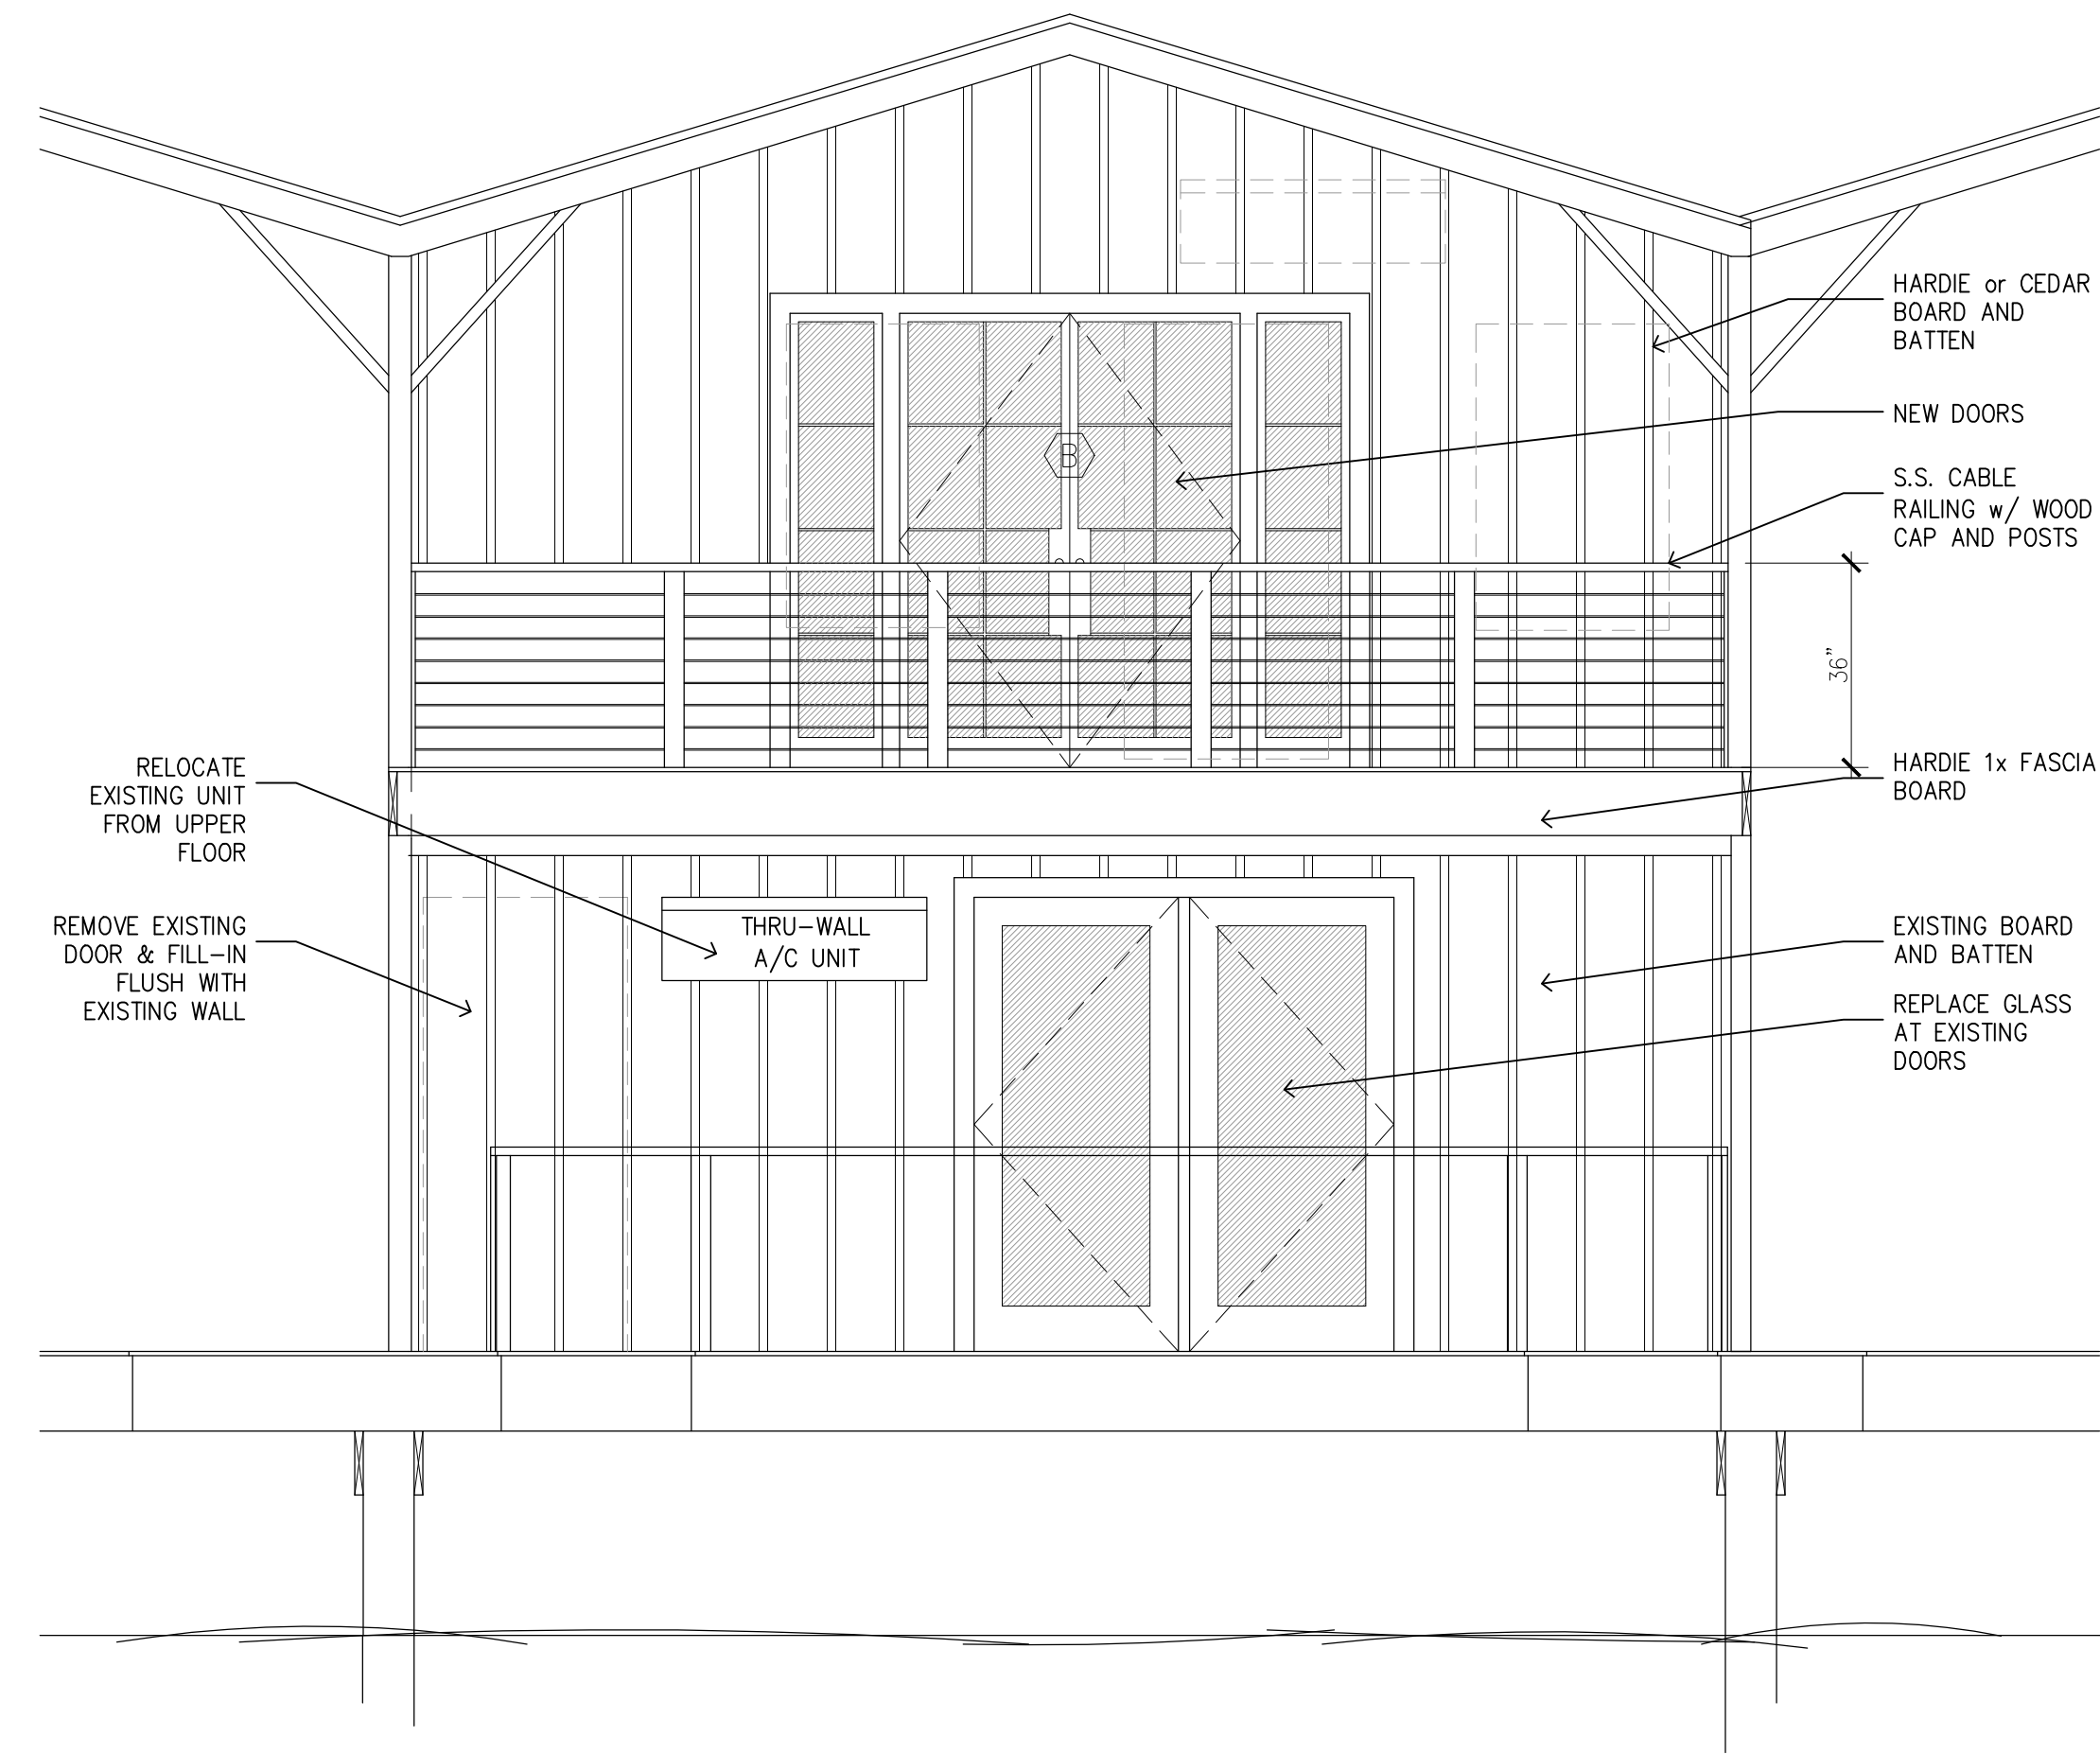 HARDIE or CEDAR
BOARD AND
BATTEN
NEW DOORS
B
S.S. CABLE
RAILING w/ WOOD
CAP AND POSTS
36"
HARDIE 1x FASCIA
BOARD
RELOCATE
EXISTING UNIT
FROM UPPER
FLOOR
REMOVE EXISTING
DOOR & FILL-IN
FLUSH WITH
EXISTING WALL
THRU-WALL
A/C UNIT
EXISTING BOARD
AND BATTEN
REPLACE GLASS
AT EXISTING
DOORS